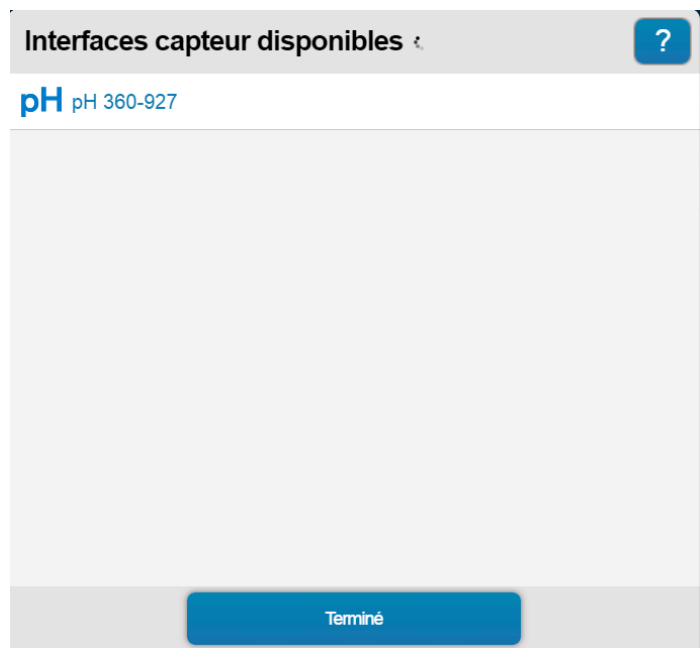 Interfaces capteur disponibles
?
pH pH 360-927
Terminé